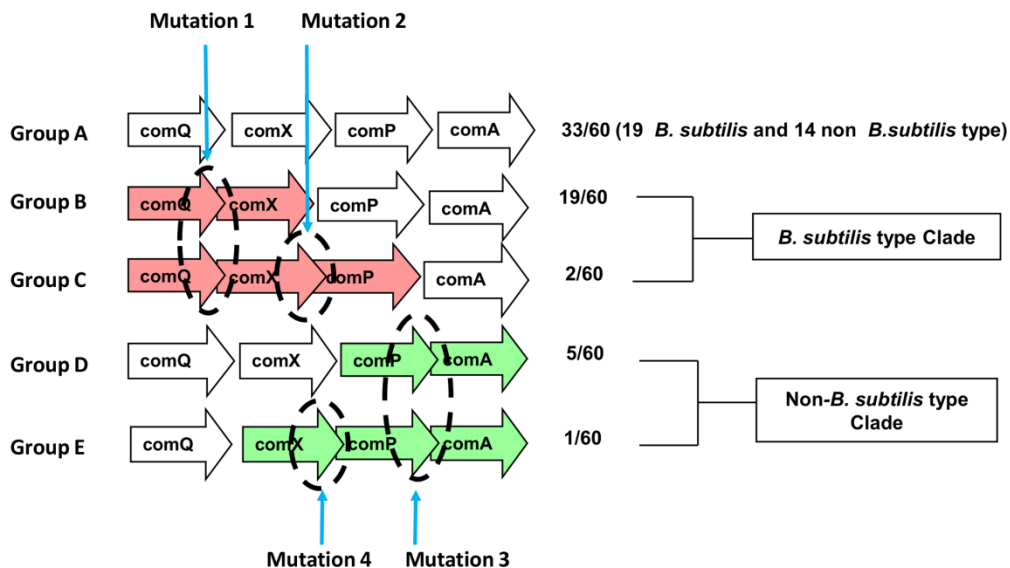 Mutation 1 Mutation 2
Group A comQ comX comP comA 33/60 (19 B. subtilis and 14 non B.subtilis type)
Group B comQ comX comP comA 19/60
B. subtilis type Clade
Group C comQ comX comP comA 2/60
Group D comQ comX comP comA 5/60
Non-B. subtilis type
Clade
Group E comQ comX comP comA 1/60
Mutation 4 Mutation 3